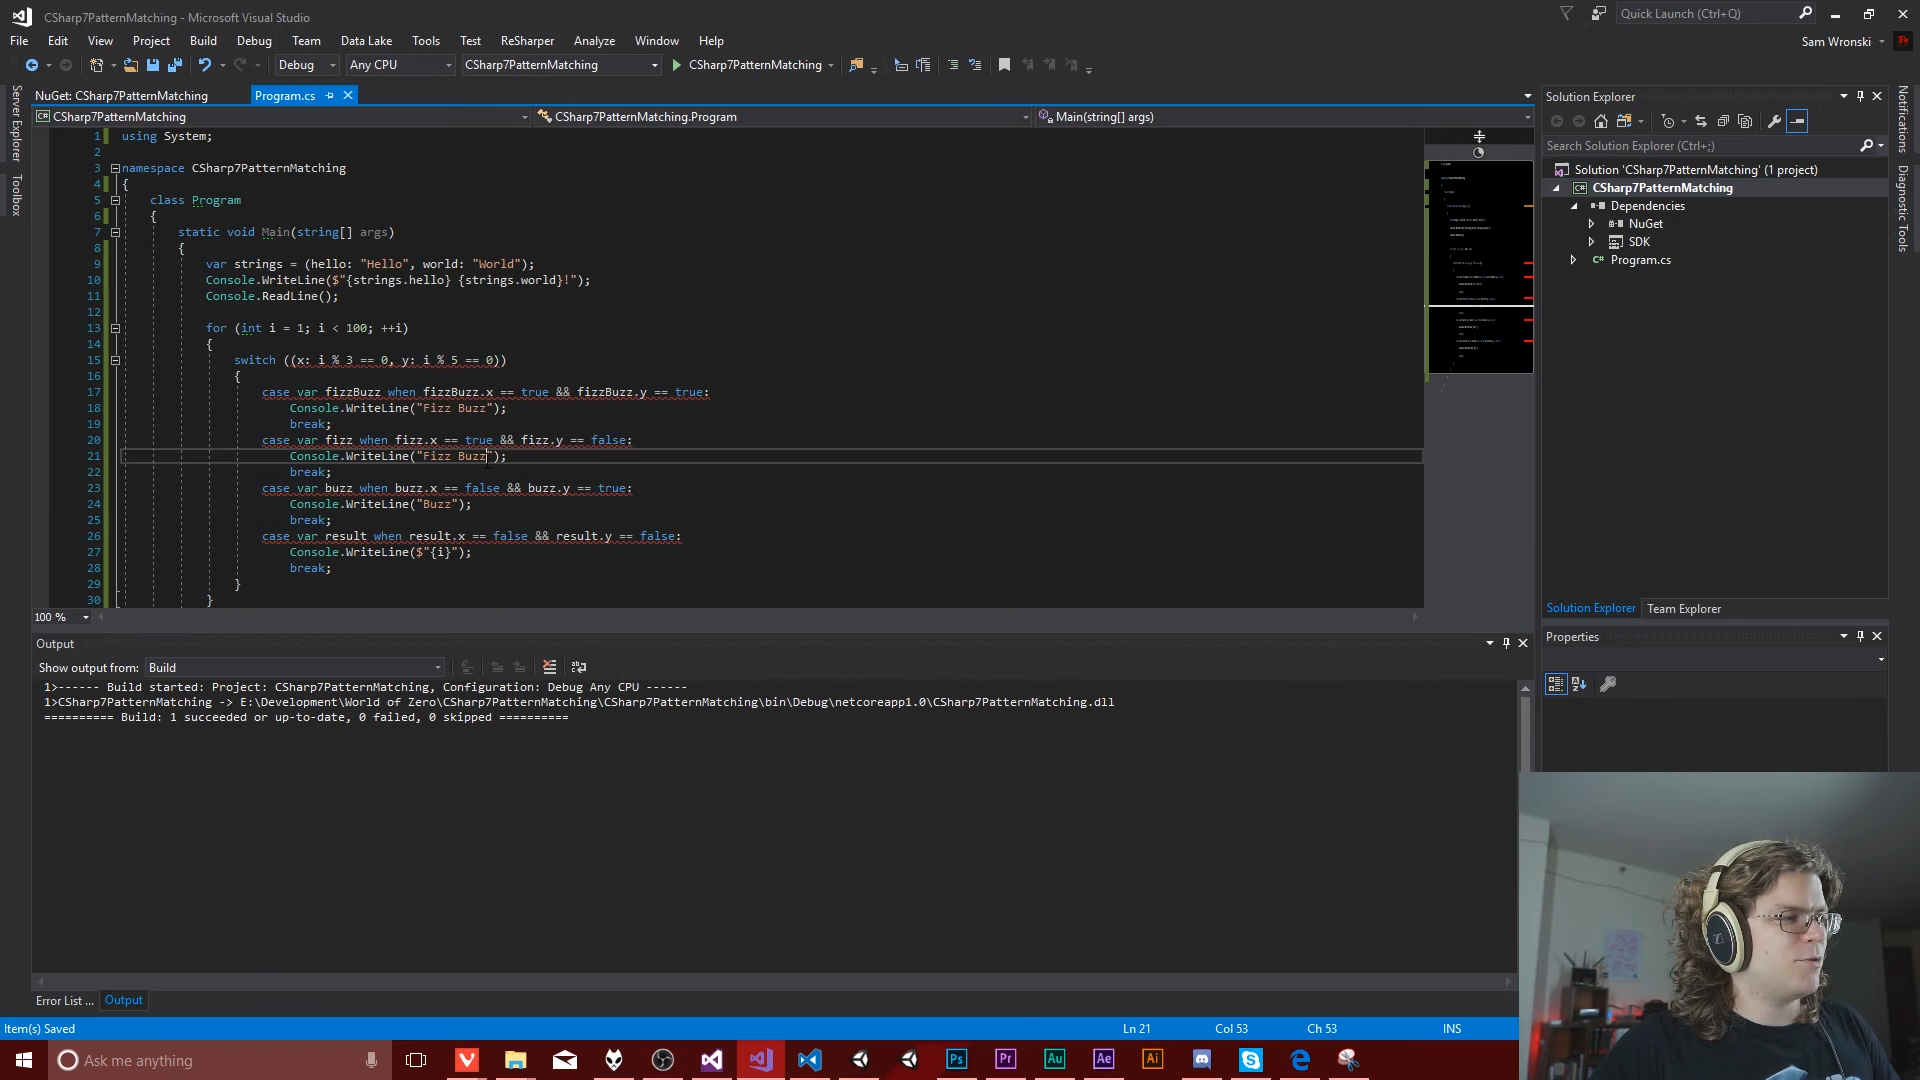 CSharp7PatternMatching - Microsoft Visual Studio
Quick Launch (Ctrl+Q)
File Edit View Project Build Debug Team Data Lake Tools Test ReSharper Analyze Window Help
Sam Wronski
Debug Any CPU CSharp7PatternMatching CSharp7PatternMatching
Server Explorer
Toolbox
NuGet: CSharp7PatternMatching Program.cs
CSharp7PatternMatching CSharp7PatternMatching.Program Main(string[] args)
1 using System;
2
3 namespace CSharp7PatternMatching
4 {
5 class Program
6 {
7 static void Main(string[] args)
8 {
9 var strings = (hello: "Hello", world: "World");
10 Console.WriteLine($"{strings.hello} {strings.world}!");
11 Console.ReadLine();
12
13 for (int i = 1; i < 100; ++i)
14 {
15 switch ((x: i % 3 == 0, y: i % 5 == 0))
16 {
17 case var fizzBuzz when fizzBuzz.x == true && fizzBuzz.y == true:
18 Console.WriteLine("Fizz Buzz");
19 break;
20 case var fizz when fizz.x == true && fizz.y == false:
21 Console.WriteLine("Fizz Buzz");
22 break;
23 case var buzz when buzz.x == false && buzz.y == true:
24 Console.WriteLine("Buzz");
25 break;
26 case var result when result.x == false && result.y == false:
27 Console.WriteLine($"{i}");
28 break;
29 }
30 }
100 %
Solution Explorer
Search Solution Explorer (Ctrl+;)
Solution 'CSharp7PatternMatching' (1 project)
CSharp7PatternMatching
Dependencies
NuGet
SDK
Program.cs
Solution Explorer Team Explorer
Properties
Notifications
Diagnostic Tools
Output
Show output from: Build
1>------ Build started: Project: CSharp7PatternMatching, Configuration: Debug Any CPU ------
1>CSharp7PatternMatching -> E:\Development\World of Zero\CSharp7PatternMatching\CSharp7PatternMatching\bin\Debug\netcoreapp1.0\CSharp7PatternMatching.dll
========== Build: 1 succeeded or up-to-date, 0 failed, 0 skipped ==========
Error List ... Output
Item(s) Saved
Ln 21 Col 53 Ch 53 INS
Ask me anything
Ps Pr Au Ae Ai